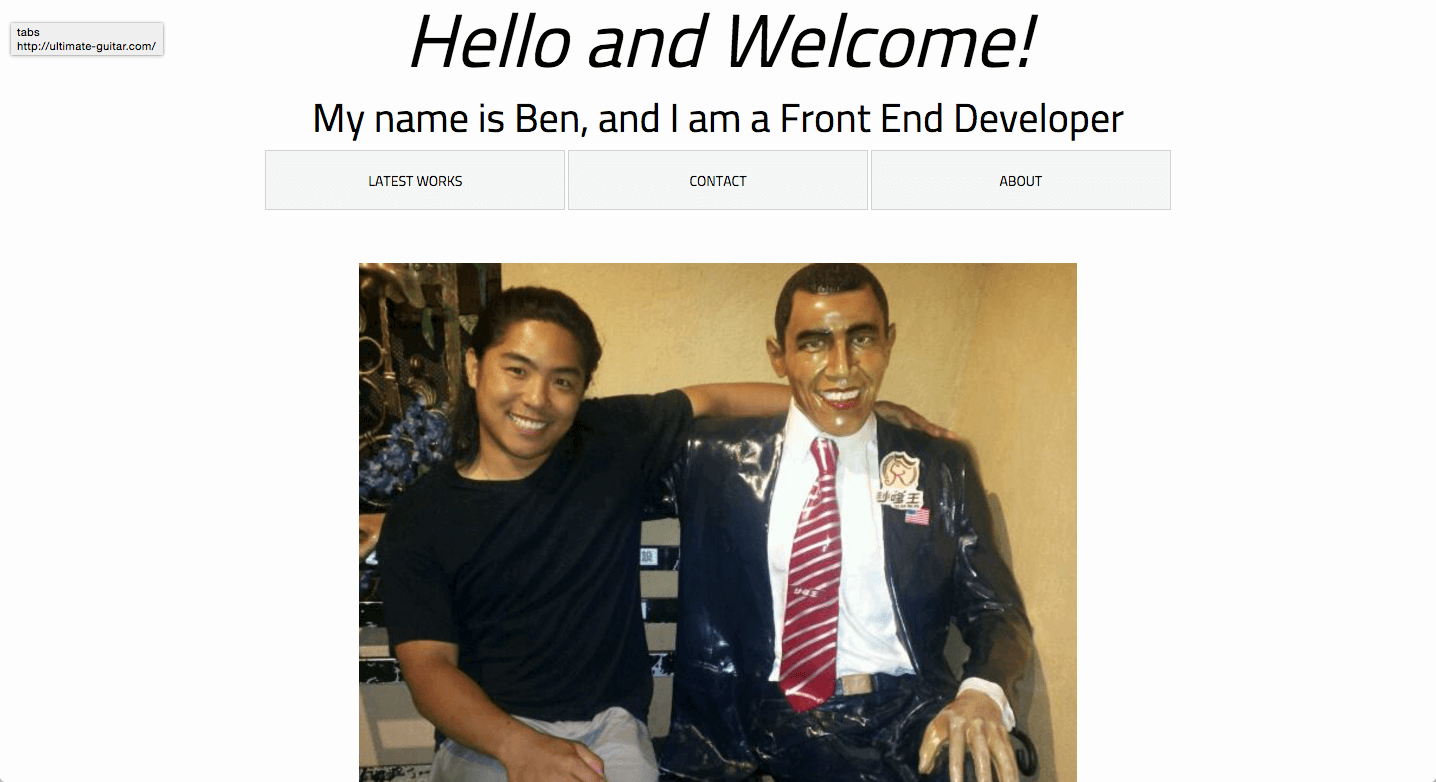 tabs
http://ultimate-guitar.com/
Hello and Welcome!
My name is Ben, and I am a Front End Developer
LATEST WORKS
CONTACT
ABOUT